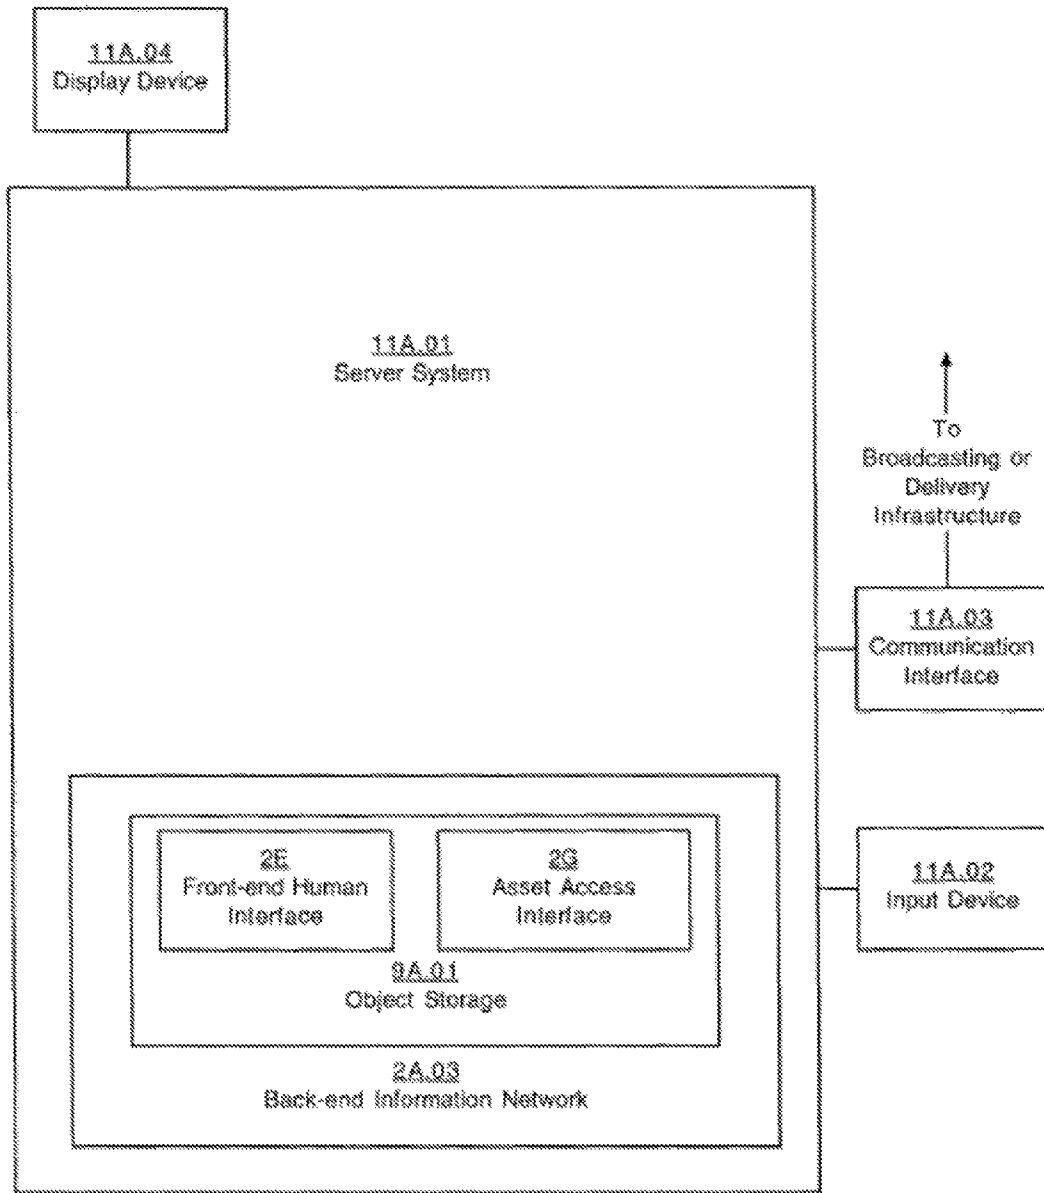 11A.04
Display Device
11A.01
Server System
To
Broadcasting or
Delivery
Infrastructure
11A.03
Communication
Interface
2E
Front-end Human
Interface
2G
Asset Access
Interface
11A.02
Input Device
9A.01
Object Storage
2A.03
Back-end Information Network